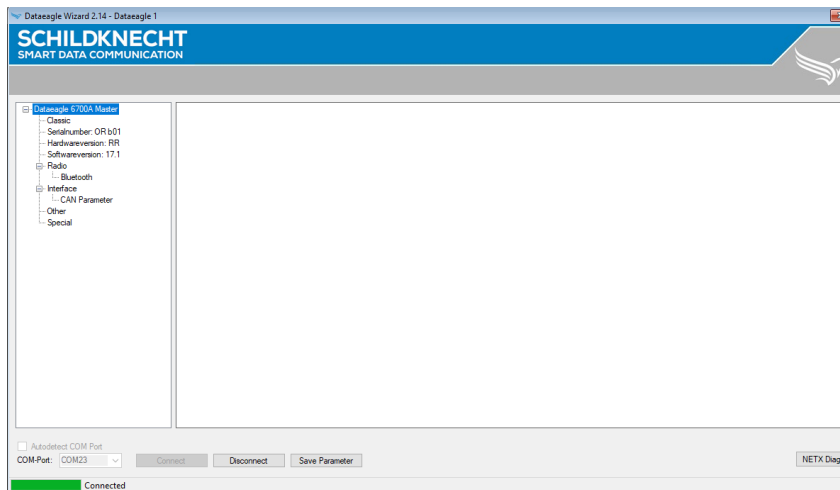 Dataeagle Wizard 2.14 - Dataeagle 1
SCHILDKNECHT
SMART DATA COMMUNICATION
Dataeagle 6700A Master
Classic
Serialnumber: OR b01
Hardwareversion: RR
Softwareversion: 17.1
Radio
Bluetooth
Interface
CAN Parameter
Other
Special
Autodetect COM Port
COM-Port: COM23 Connect Disconnect Save Parameter NETX Diag
Connected